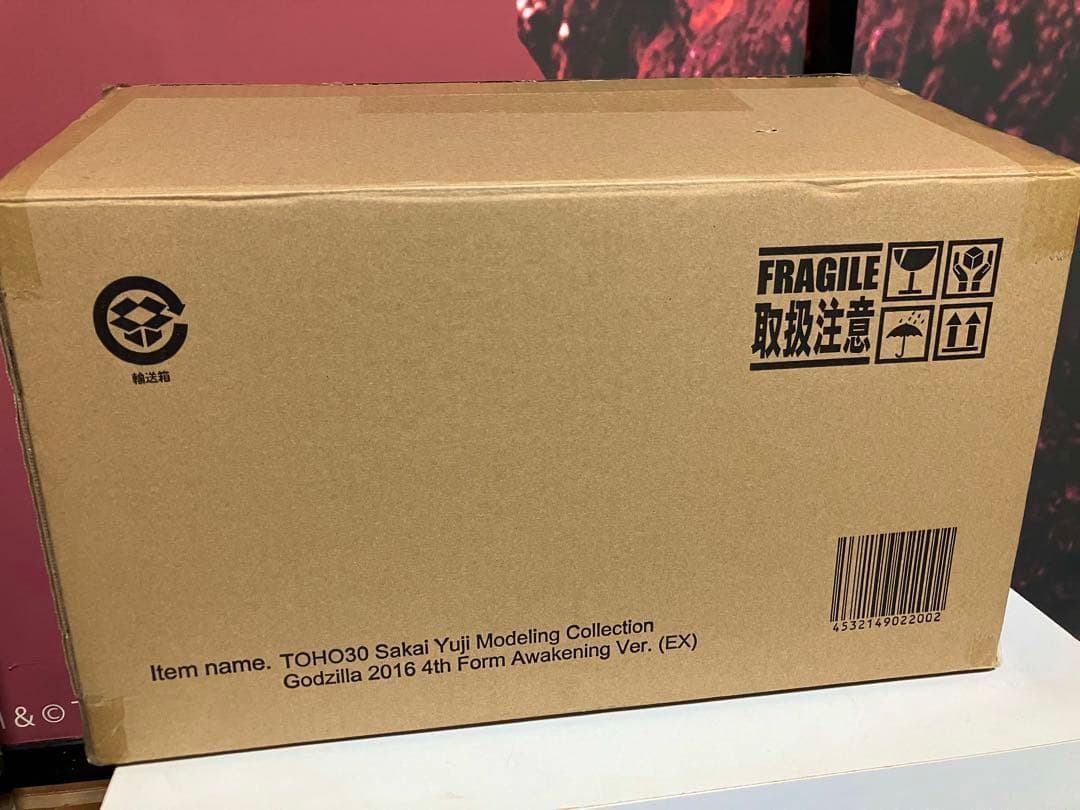 FRAGILE
取扱注意
輸送箱
4532149022002
Item name. TOHO30 Sakai Yuji Modeling Collection
Godzilla 2016 4th Form Awakening Ver. (EX)
& ©